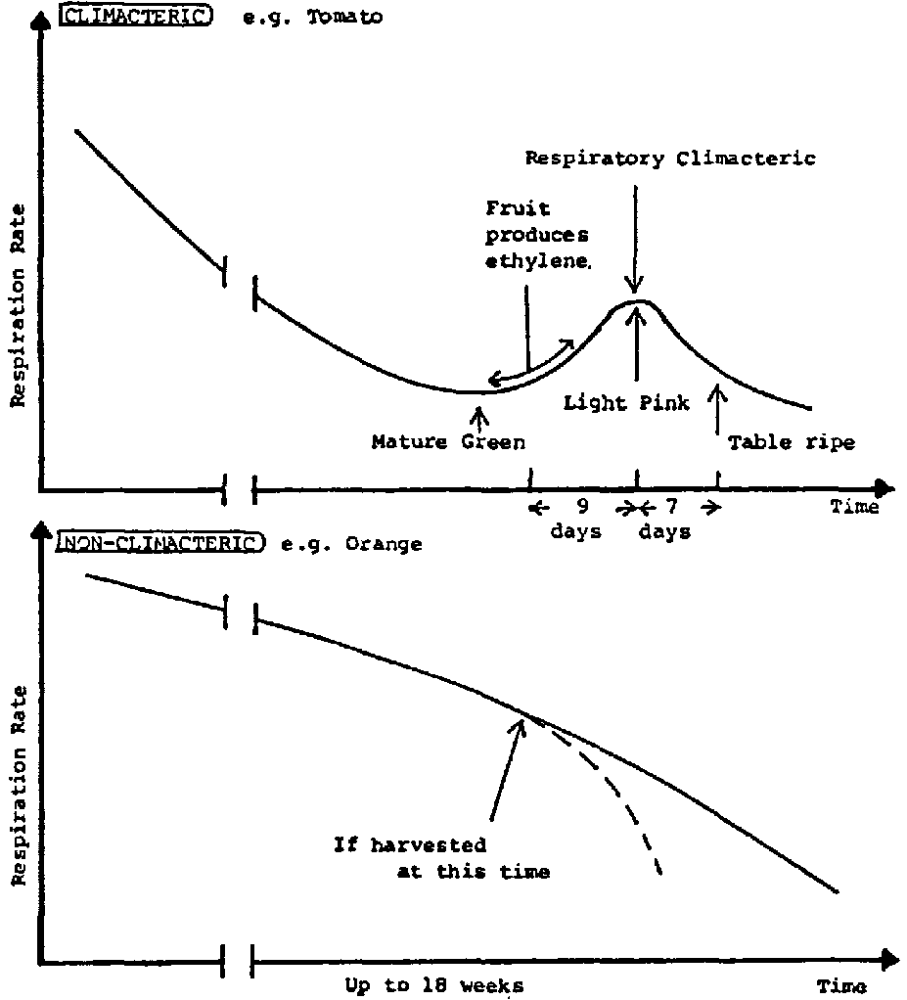 CLIMACTERIC e.g. Tomato
Respiratory Climacteric
Fruit
produces
ethylene.
Respiration Rate
Light Pink
Mature Green
Table ripe
9 7 Time
days days
NON-CLIMACTERIC e.g. Orange
Respiration Rate
If harvested
at this time
Up to 18 weeks Time